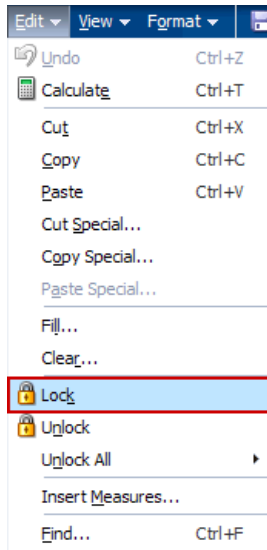 Edit View Format
Undo Ctrl+Z
Calculate Ctrl+T
Cut Ctrl+X
Copy Ctrl+C
Paste Ctrl+V
Cut Special...
Copy Special...
Paste Special...
Fill...
Clear...
Lock
Unlock
Unlock All
Insert Measures...
Find... Ctrl+F